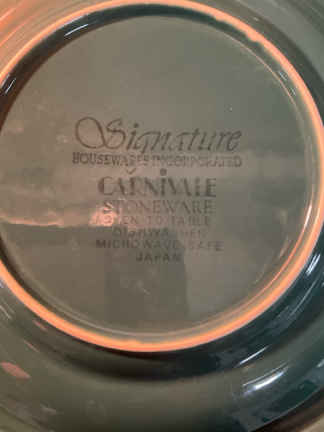 Signature
HOUSEWARES INCORPORATED
CARNIVALE
STONEWARE
OVEN TO TABLE
DISHWASHER
MICROWAVE SAFE
JAPAN